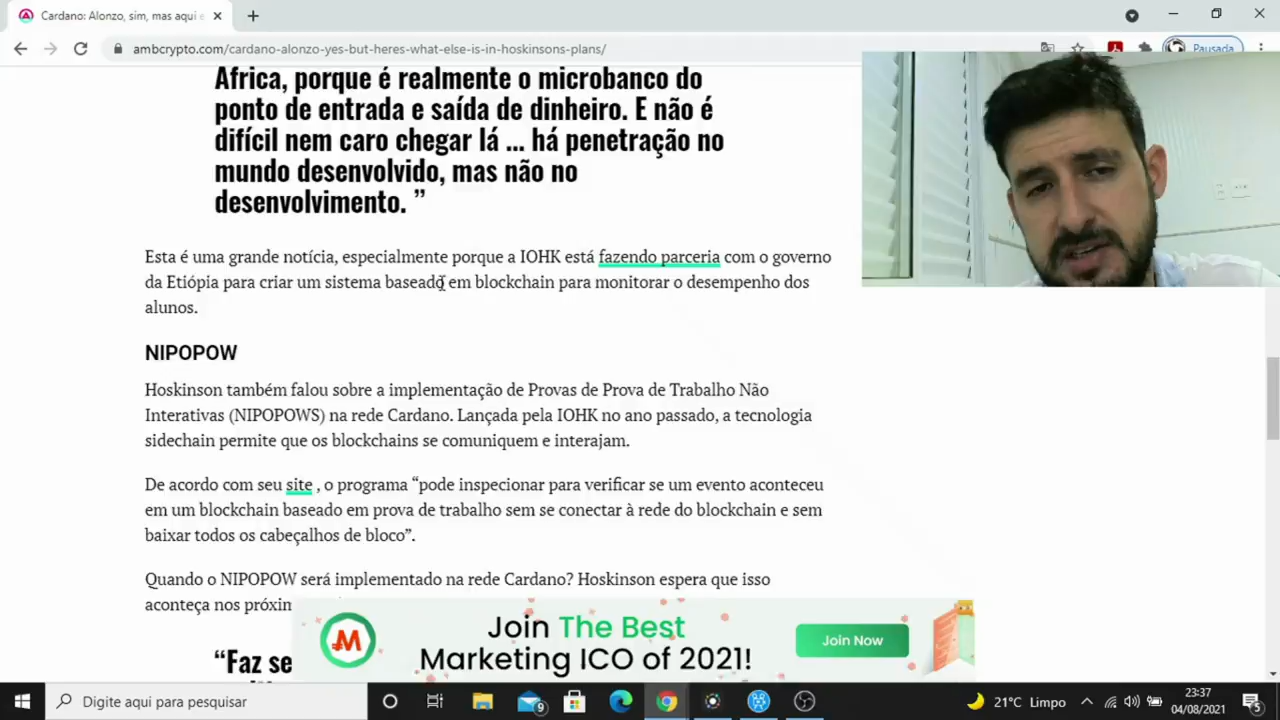 Cardano: Alonzo, sim, mas aqui e
ambcrypto.com/cardano-alonzo-yes-but-heres-what-else-is-in-hoskinsons-plans/
Pausada
África, porque é realmente o microbanco do
ponto de entrada e saída de dinheiro. E não é
difícil nem caro chegar lá ... há penetração no
mundo desenvolvido, mas não no
desenvolvimento. ”
Esta é uma grande notícia, especialmente porque a IOHK está fazendo parceria com o governo
da Etiópia para criar um sistema baseado em blockchain para monitorar o desempenho dos
alunos.
NIPOPOW
Hoskinson também falou sobre a implementação de Provas de Prova de Trabalho Não
Interativas (NIPOPOWS) na rede Cardano. Lançada pela IOHK no ano passado, a tecnologia
sidechain permite que os blockchains se comuniquem e interajam.
De acordo com seu site , o programa “pode inspecionar para verificar se um evento aconteceu
em um blockchain baseado em prova de trabalho sem se conectar à rede do blockchain e sem
baixar todos os cabeçalhos de bloco”.
Quando o NIPOPOW será implementado na rede Cardano? Hoskinson espera que isso
aconteça nos
Join The Best
Marketing ICO of 2021!
Join Now
“Faz
Digite aqui para pesquisar
9
21°C Limpo
23:37
04/08/2021
5